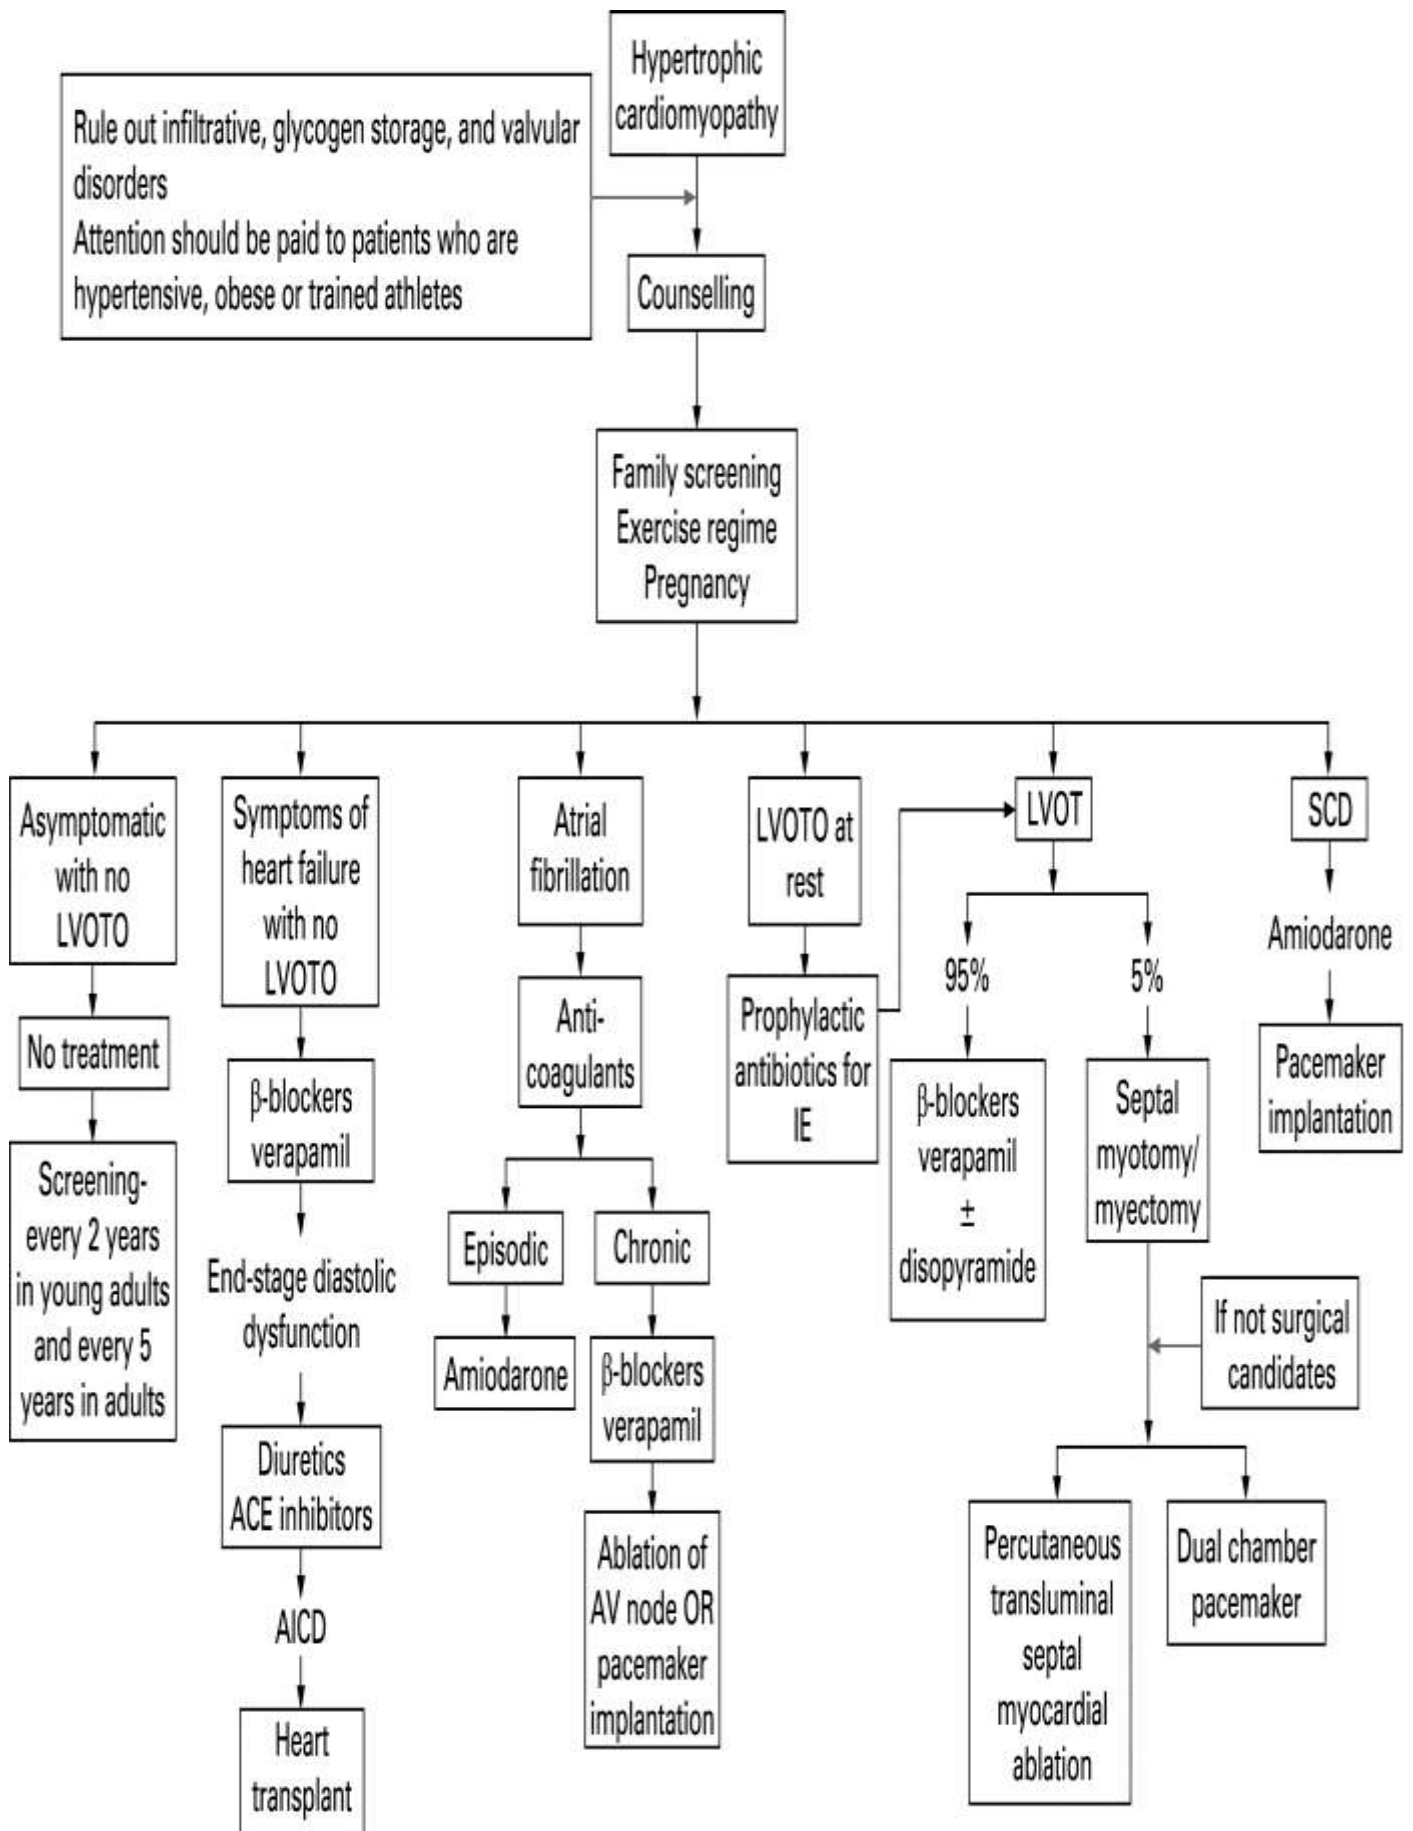 Hypertrophic
cardiomyopathy
Rule out infiltrative, glycogen storage, and valvular
disorders
Attention should be paid to patients who are
hypertensive, obese or trained athletes
Counselling
Family screening
Exercise regime
Pregnancy
Asymptomatic
with no
LVOTO
No treatment
Screening-
every 2 years
in young adults
and every 5
years in adults
Symptoms of
heart failure
with no
LVOTO
β-blockers
verapamil
End-stage diastolic
dysfunction
Diuretics
ACE inhibitors
AICD
Heart
transplant
Atrial
fibrillation
Anti-
coagulants
Episodic
Amiodarone
Chronic
β-blockers
verapamil
Ablation of
AV node OR
pacemaker
implantation
LVOTO at
rest
Prophylactic
antibiotics for
IE
LVOT
95%
β-blockers
verapamil
±
disopyramide
5%
Septal
myotomy/
myectomy
If not surgical
candidates
Percutaneous
transluminal
septal
myocardial
ablation
Dual chamber
pacemaker
SCD
Amiodarone
Pacemaker
implantation